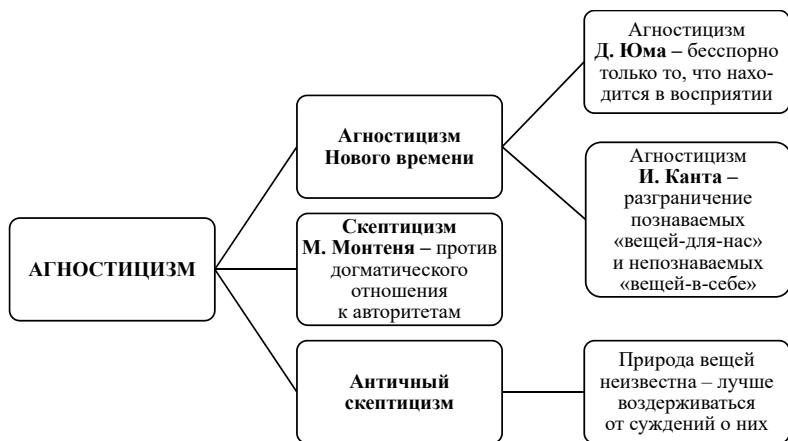 АГНОСТИЦИЗМ
Агностицизм
Нового времени
Агностицизм
Д. Юма – бесспорно
только то, что нахо-
дится в восприятии
Агностицизм
И. Канта –
разграничение
познаваемых
«вещей-для-нас»
и непознаваемых
«вещей-в-себе»
Скептицизм
М. Монтеня – против
догматического
отношения
к авторитетам
Античный
скептицизм
Природа вещей
неизвестна – лучше
воздерживаться
от суждений о них